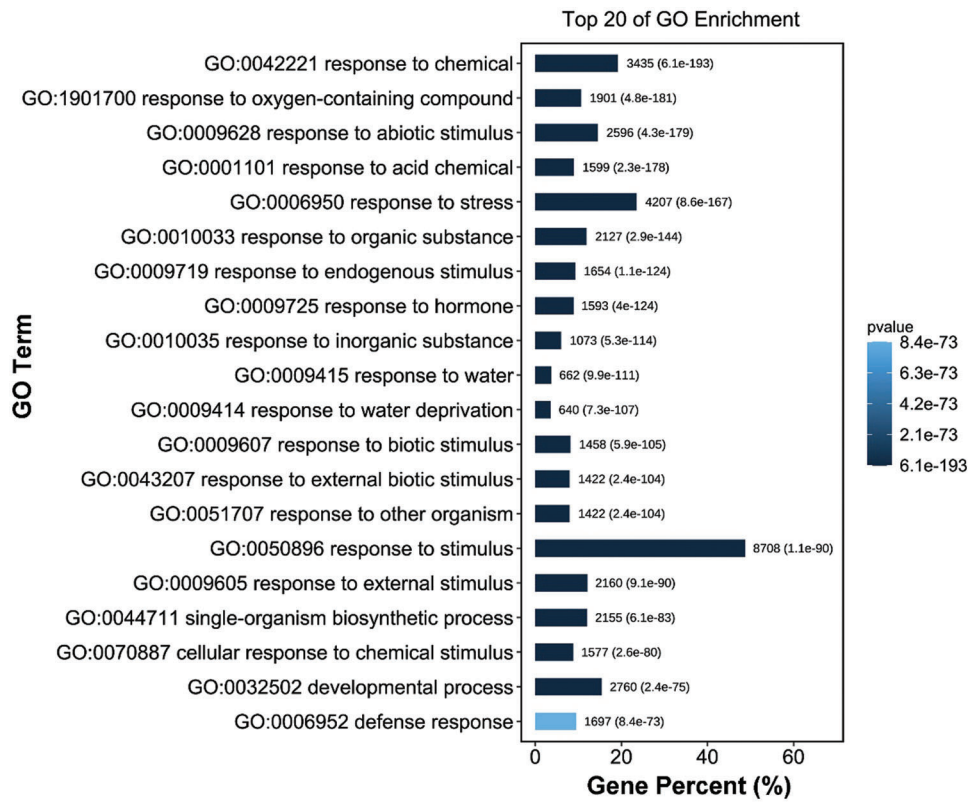 Top 20 of GO Enrichment
GO Term
GO:0042221 response to chemical 3435 (6.1e-193)
GO:1901700 response to oxygen-containing compound 1901 (4.8e-181)
GO:0009628 response to abiotic stimulus 2596 (4.3e-179)
GO:0001101 response to acid chemical 1599 (2.3e-178)
GO:0006950 response to stress 4207 (8.6e-167)
GO:0010033 response to organic substance 2127 (2.9e-144)
GO:0009719 response to endogenous stimulus 1654 (1.1e-124)
GO:0009725 response to hormone 1593 (4e-124)
GO:0010035 response to inorganic substance 1073 (5.3e-114)
GO:0009415 response to water 662 (9.9e-111)
GO:0009414 response to water deprivation 640 (7.3e-107)
GO:0009607 response to biotic stimulus 1458 (5.9e-105)
GO:0043207 response to external biotic stimulus 1422 (2.4e-104)
GO:0051707 response to other organism 1422 (2.4e-104)
GO:0050896 response to stimulus 8708 (1.1e-90)
GO:0009605 response to external stimulus 2160 (9.1e-90)
GO:0044711 single-organism biosynthetic process 2155 (6.1e-83)
GO:0070887 cellular response to chemical stimulus 1577 (2.6e-80)
GO:0032502 developmental process 2760 (2.4e-75)
GO:0006952 defense response 1697 (8.4e-73)
0 20 40 60
Gene Percent (%)
pvalue
8.4e-73
6.3e-73
4.2e-73
2.1e-73
6.1e-193